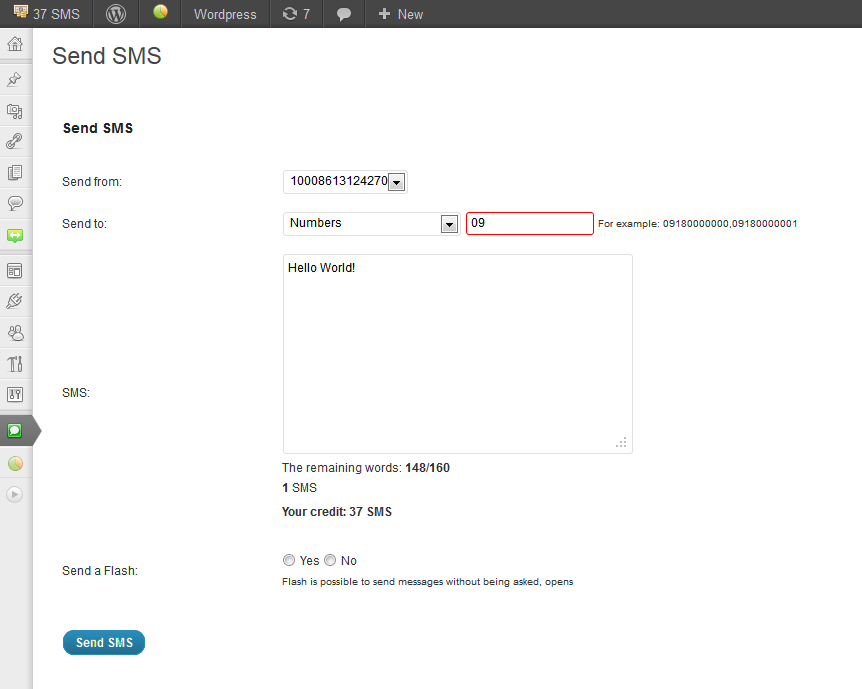 37 SMS Wordpress 7 New
Send SMS
Send SMS
Send from: 10008613124270
Send to: Numbers 09 For example: 09180000000,09180000001
Hello World!
SMS:
The remaining words: 148/160
1 SMS
Your credit: 37 SMS
Send a Flash: Yes No
Flash is possible to send messages without being asked, opens
Send SMS